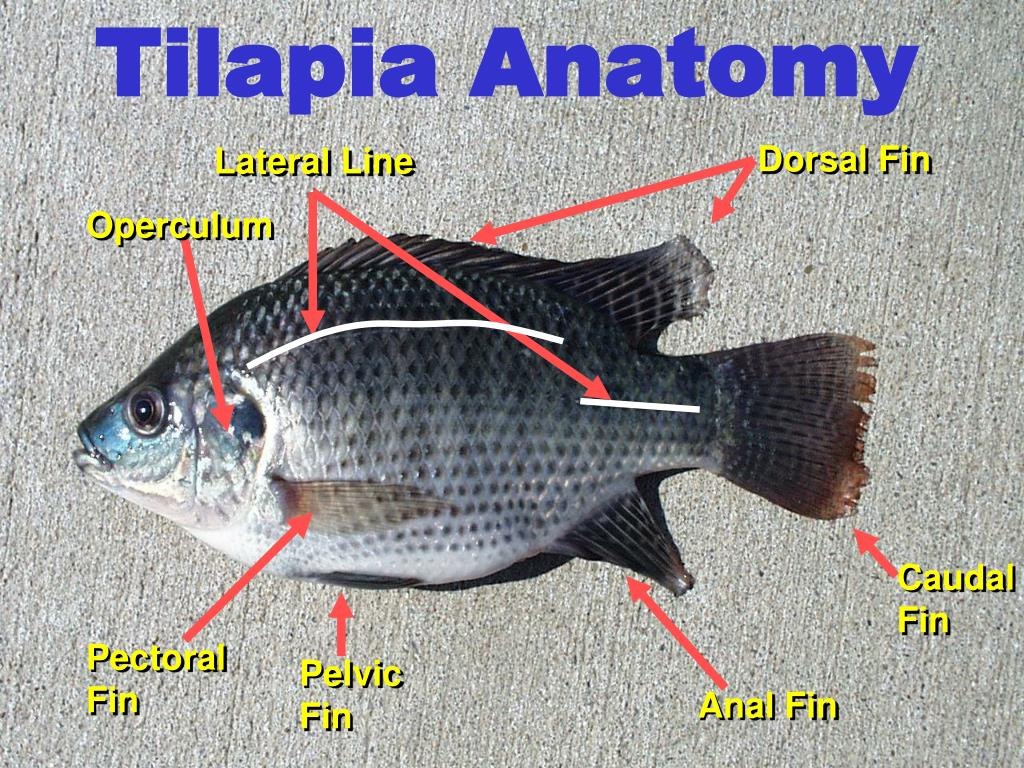 Tilapia Anatomy
Lateral Line
Dorsal Fin
Operculum
Caudal
Fin
Pectoral
Fin
Pelvic
Fin
Anal Fin